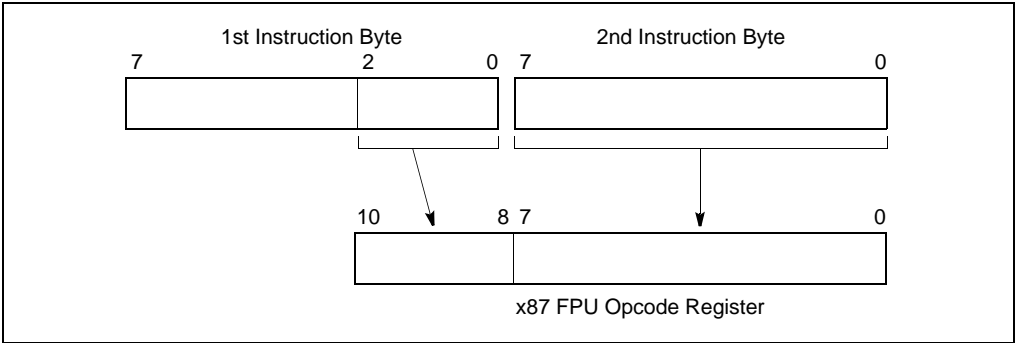 1st Instruction Byte 2nd Instruction Byte
7 2 0 7 0
10 8 7 0
x87 FPU Opcode Register